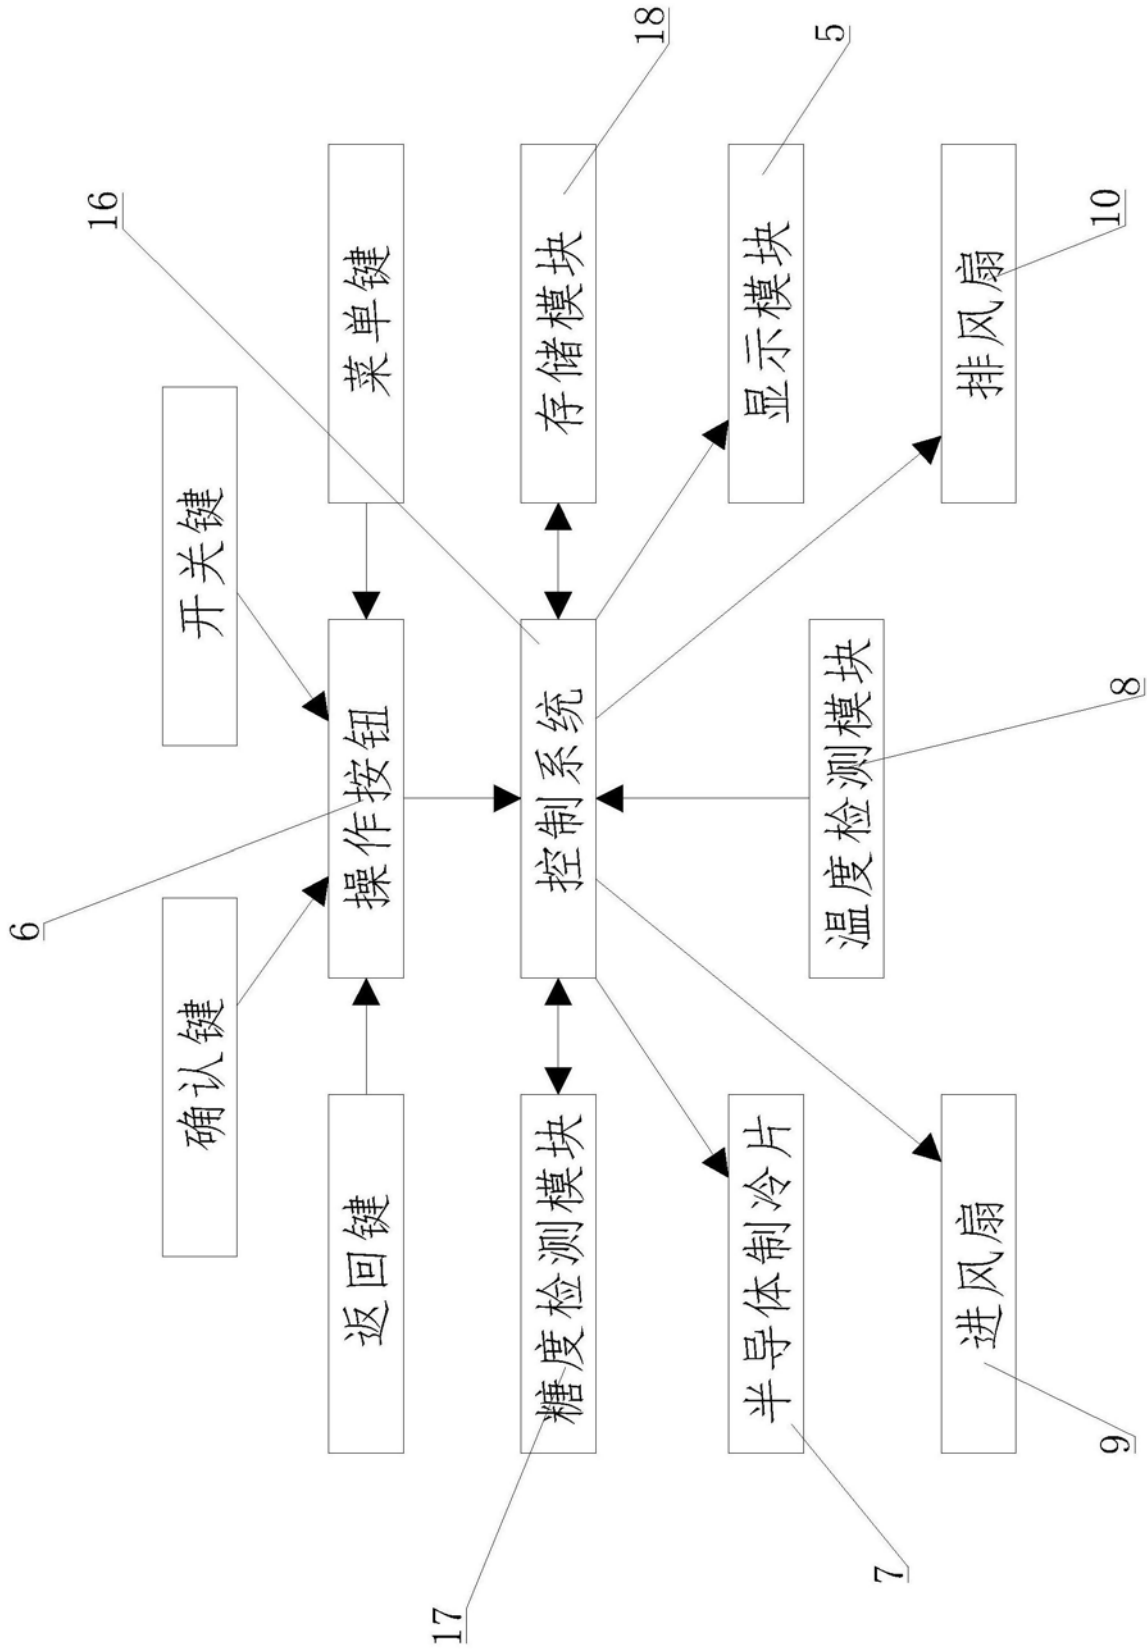 6
16
确认键
开关键
返回键
操作按钮
菜单键
18
17
糖度检测模块
控制系统
存储模块
5
7
半导体制冷片
显示模块
温度检测模块
8
9
进风扇
排风扇
10